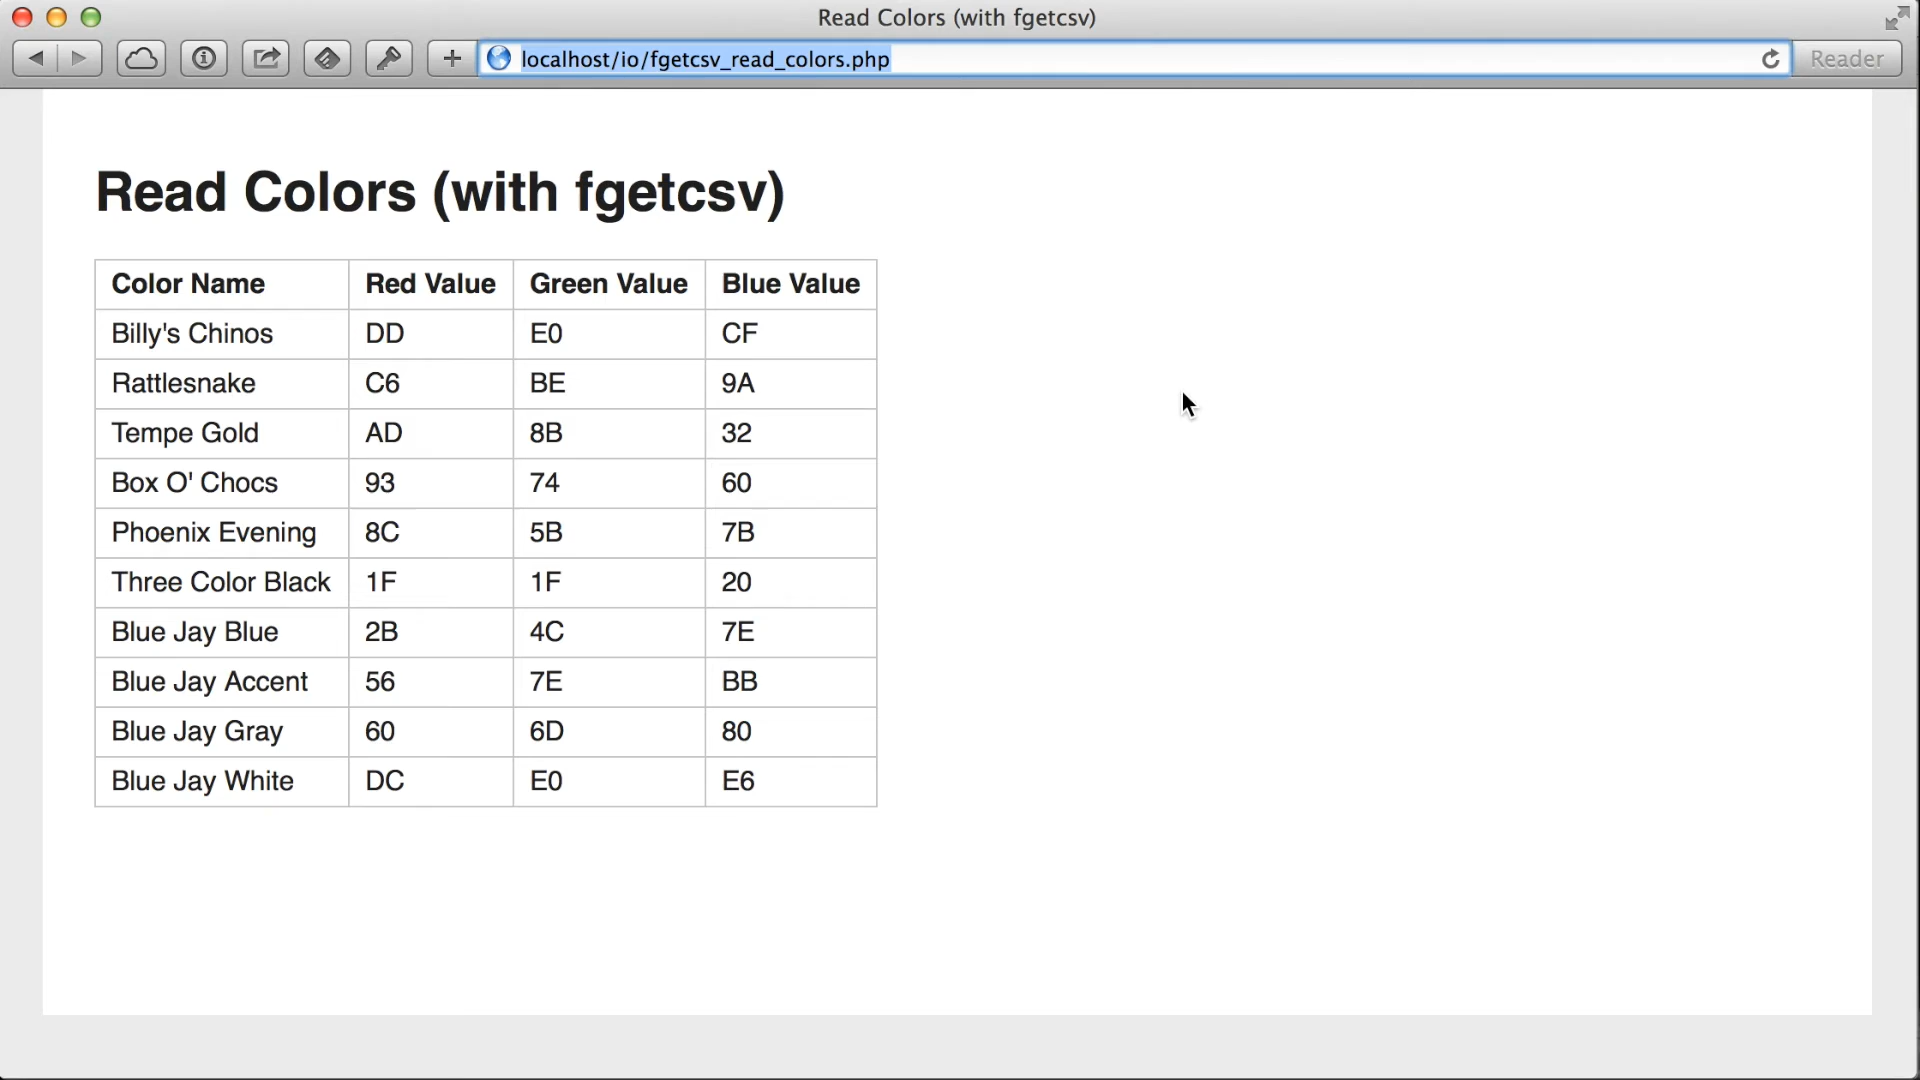 Read Colors (with fgetcsv)
localhost/io/fgetcsv_read_colors.php
Reader
Read Colors (with fgetcsv)
Color Name Red Value Green Value Blue Value
Billy's Chinos DD E0 CF
Rattlesnake C6 BE 9A
Tempe Gold AD 8B 32
Box O' Chocs 93 74 60
Phoenix Evening 8C 5B 7B
Three Color Black 1F 1F 20
Blue Jay Blue 2B 4C 7E
Blue Jay Accent 56 7E BB
Blue Jay Gray 60 6D 80
Blue Jay White DC E0 E6